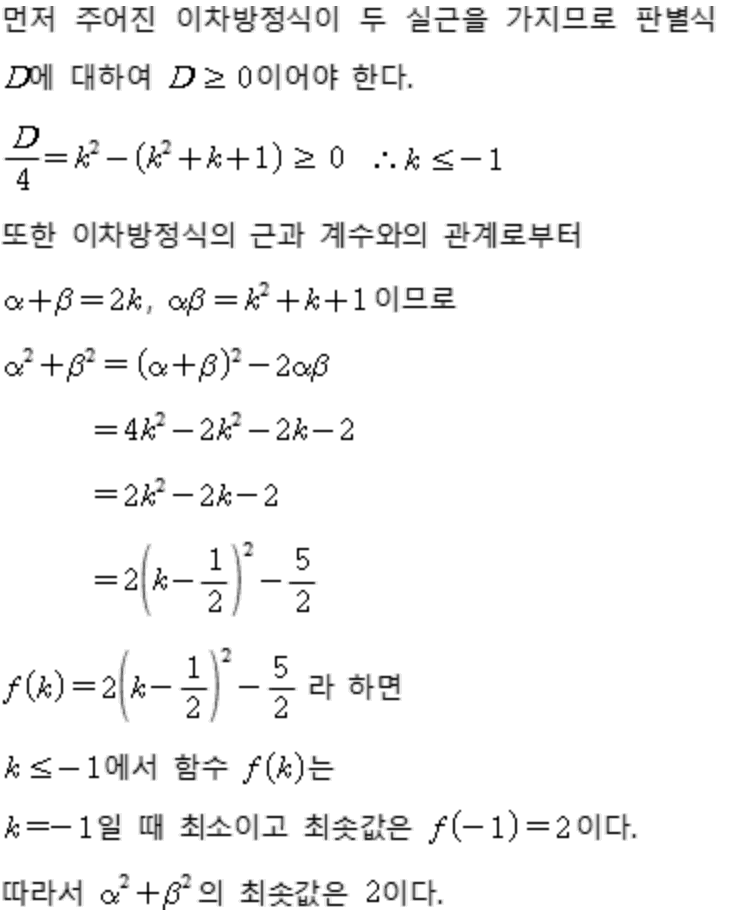 먼저 주어진 이차방정식이 두 실근을 가지므로 판별식
D에 대하여 D ≥ 0이어야 한다.
D/4 = k² − (k² + k + 1) ≥ 0 ∴ k ≤ −1
또한 이차방정식의 근과 계수와의 관계로부터
α + β = 2k, αβ = k² + k + 1 이므로
α² + β² = (α + β)² − 2αβ
= 4k² − 2k² − 2k − 2
= 2k² − 2k − 2
= 2(k − 1/2)² − 5/2
f(k) = 2(k − 1/2)² − 5/2 라 하면
k ≤ −1에서 함수 f(k)는
k = −1일 때 최소이고 최솟값은 f(−1) = 2이다.
따라서 α² + β²의 최솟값은 2이다.